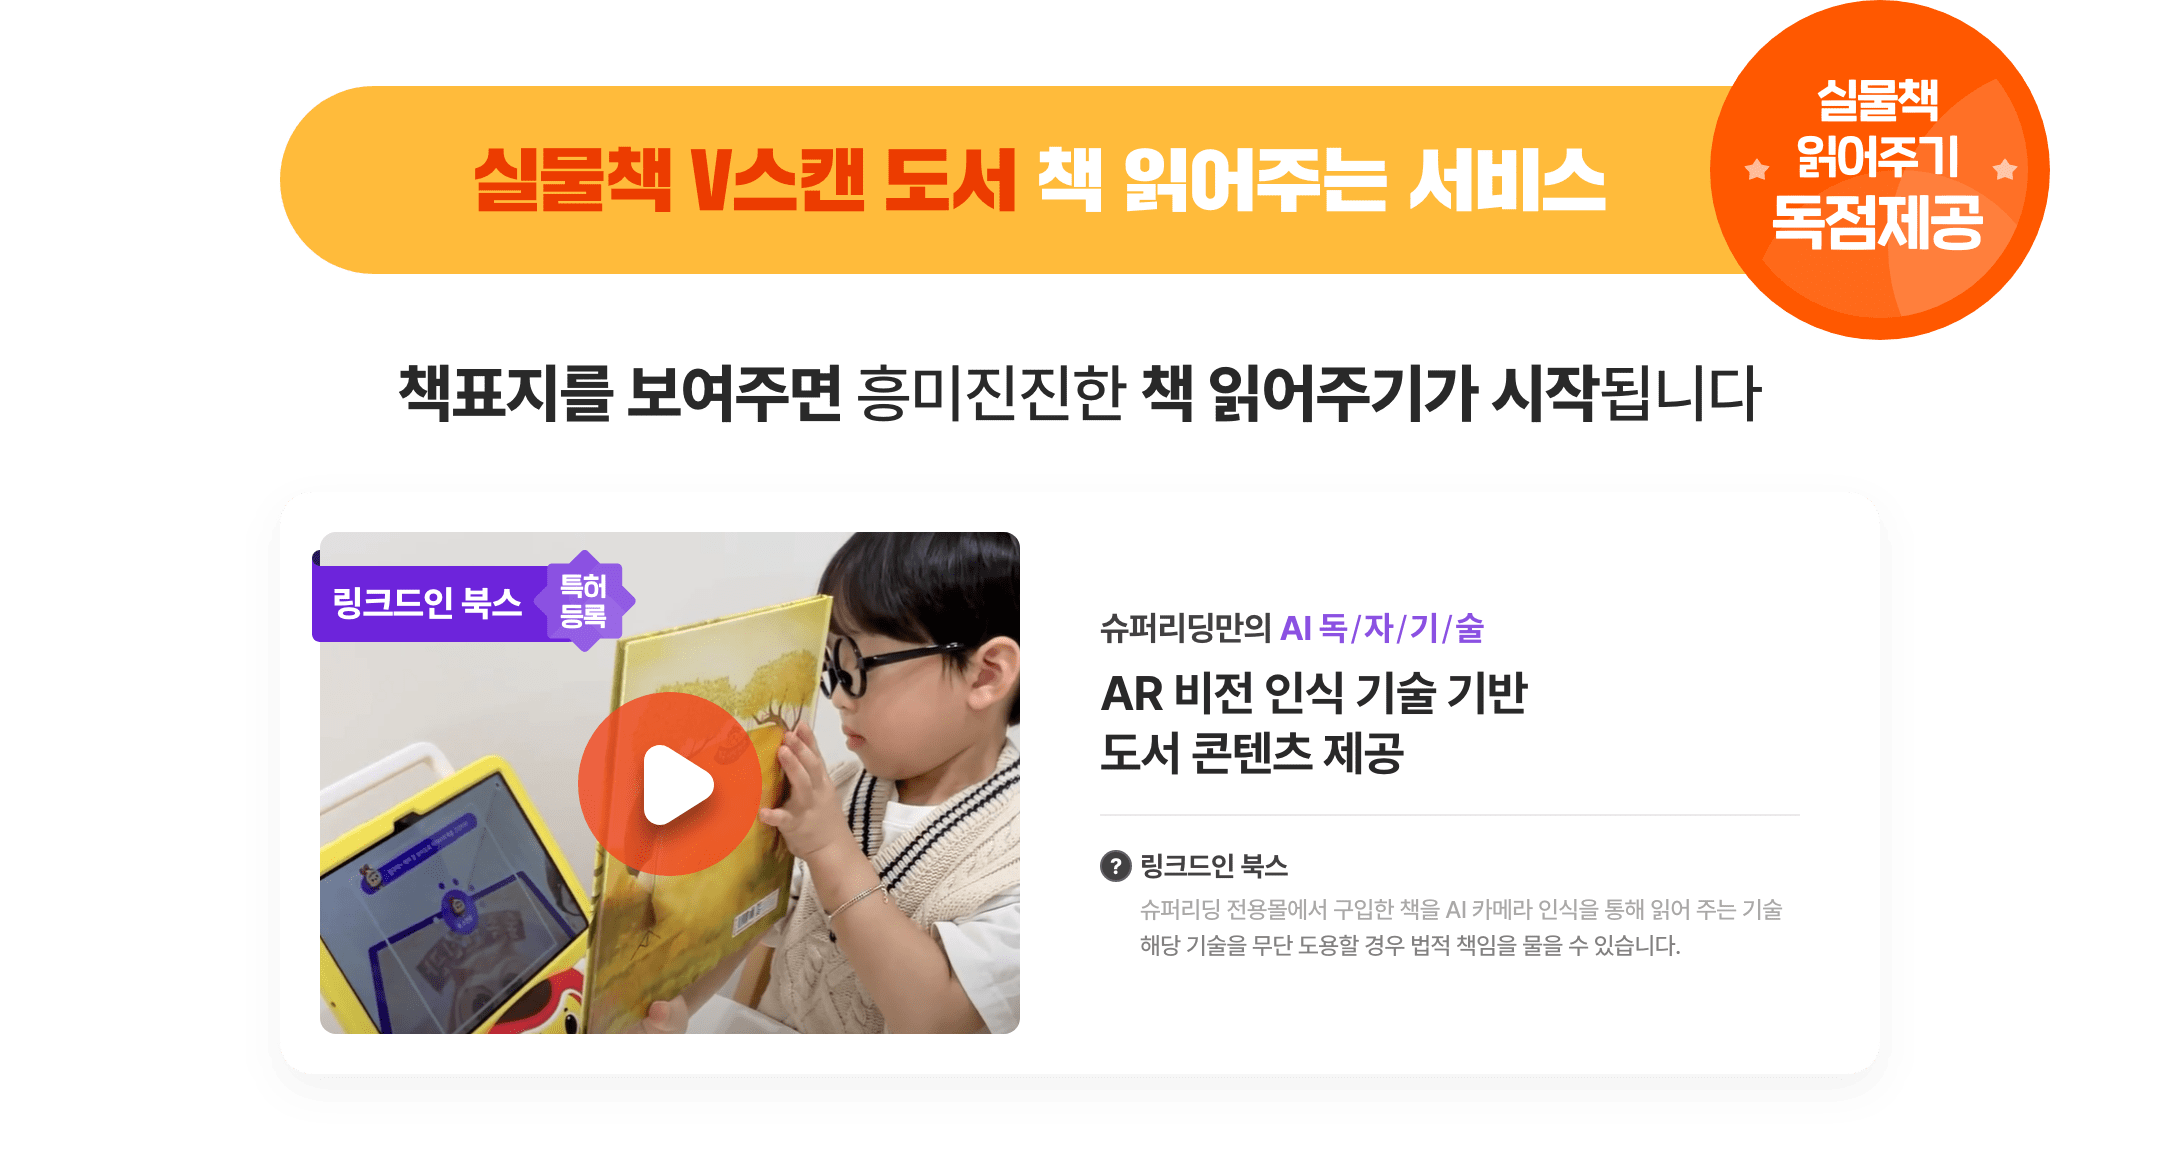 실물책 V스캔 도서 책 읽어주는 서비스
실물책
읽어주기
독점제공
책표지를 보여주면 흥미진진한 책 읽어주기가 시작됩니다
링크드인 북스
특허
등록
슈퍼리딩만의 AI 독/자/기/술
AR 비전 인식 기술 기반
도서 콘텐츠 제공
? 링크드인 북스
슈퍼리딩 전용몰에서 구입한 책을 AI 카메라 인식을 통해 읽어 주는 기술
해당 기술을 무단 도용할 경우 법적 책임을 물을 수 있습니다.